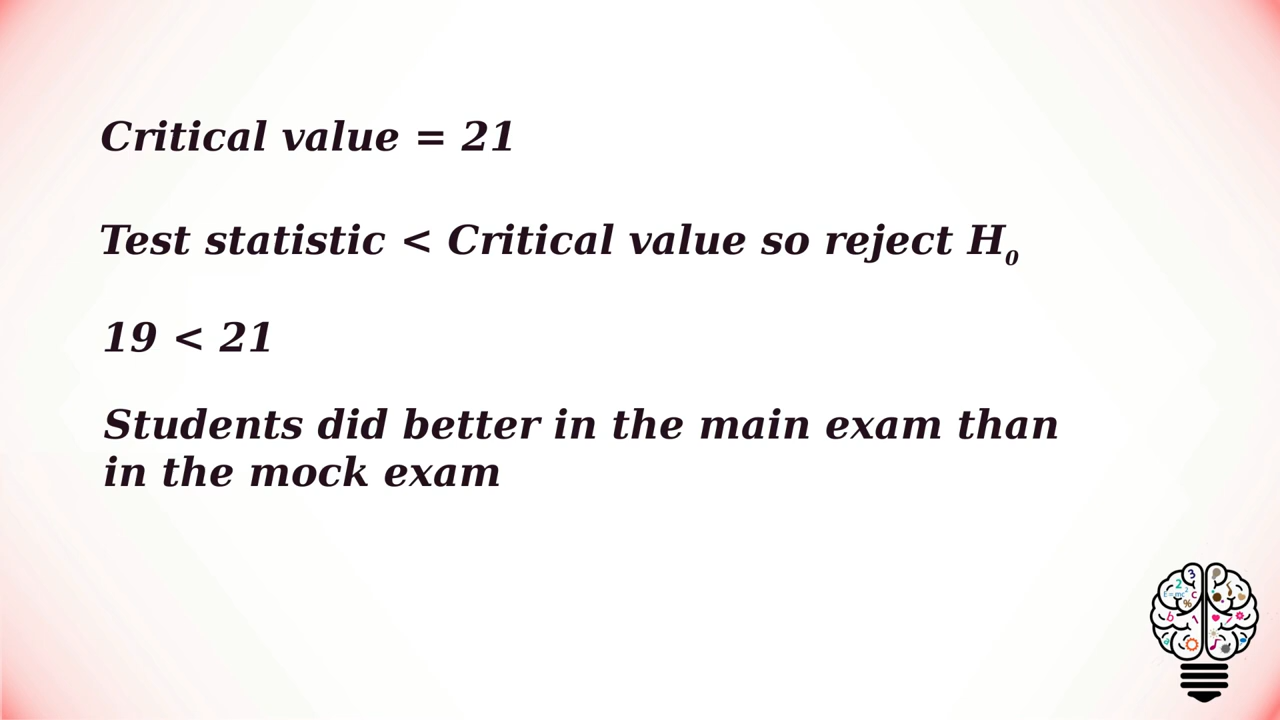 Critical value = 21
Test statistic < Critical value so reject H₀
19 < 21
Students did better in the main exam than
in the mock exam